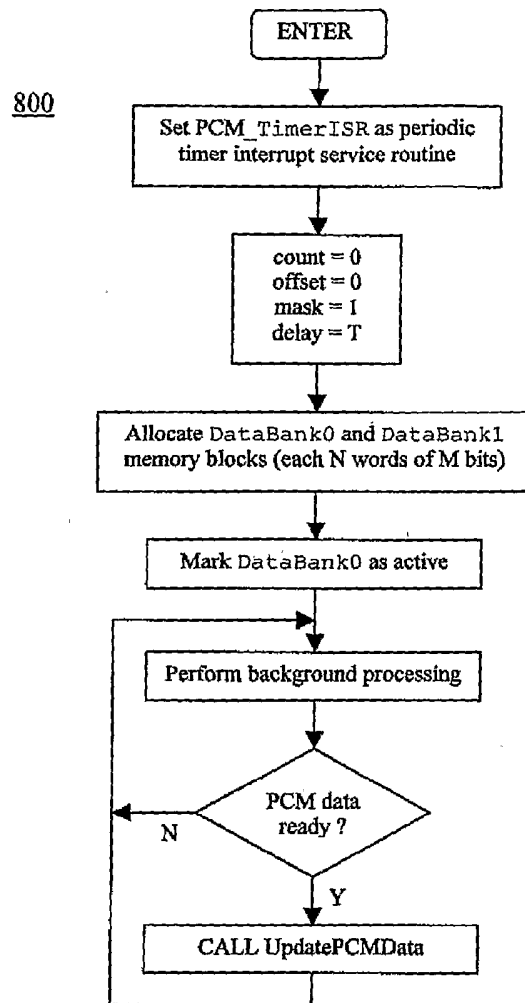 ENTER
800
Set PCM_TimerISR as periodic
timer interrupt service routine
count = 0
offset = 0
mask = 1
delay = T
Allocate DataBank0 and DataBank1
memory blocks (each N words of M bits)
Mark DataBank0 as active
Perform background processing
PCM data
ready ?
N
Y
CALL UpdatePCMData